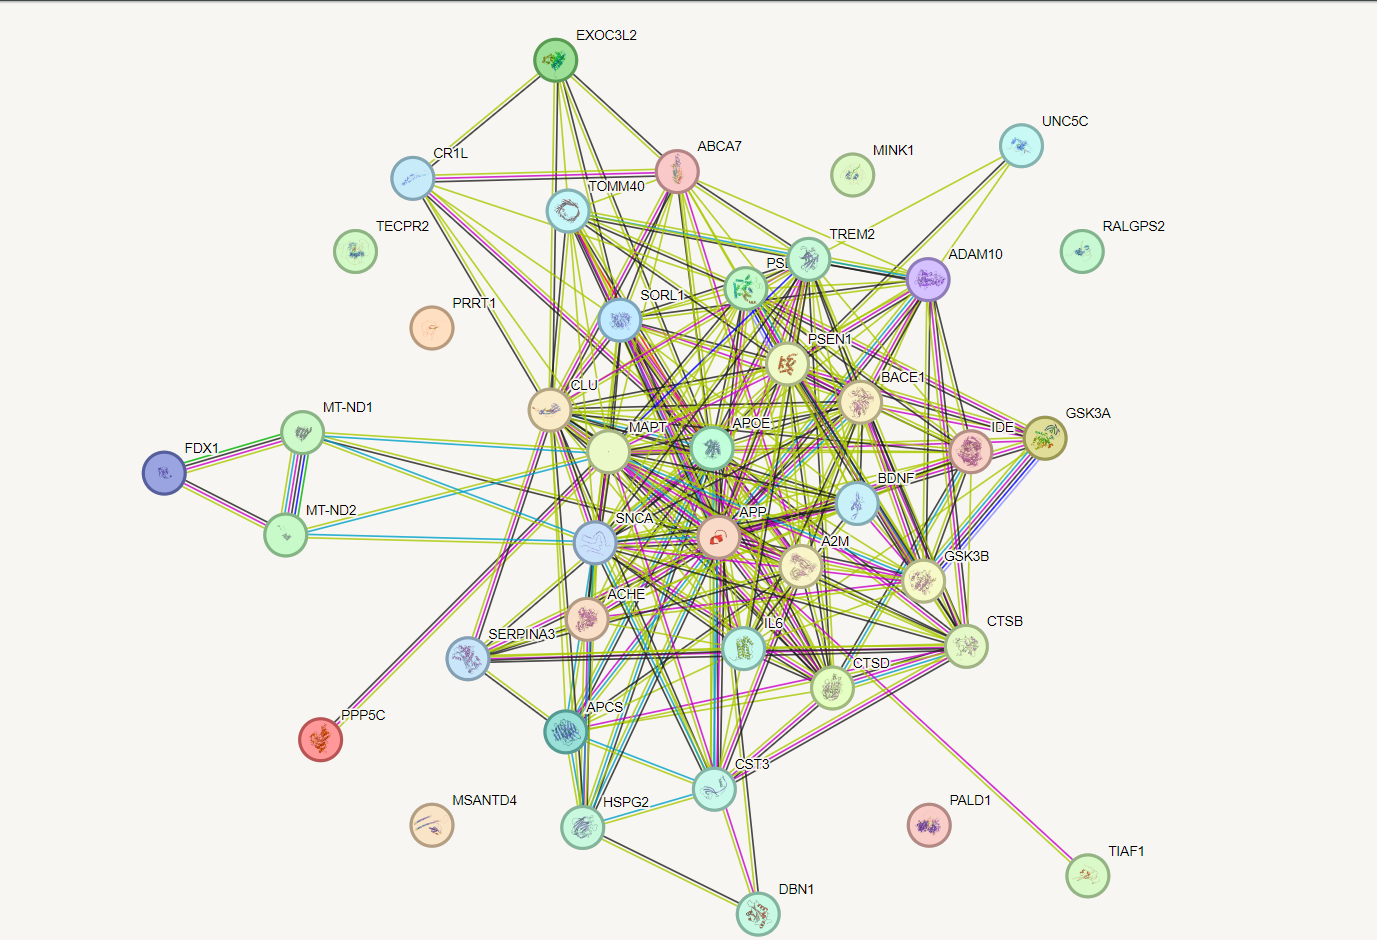 EXOC3L2
UNC5C
ABCA7
MINK1
CR1L
TOMM40
TECPR2
RALGPS2
TREM2
ADAM10
SORL1
PRRT1
PSEN1
BACE1
CLU
MT-ND1
GSK3A
MAPT
APOE
IDE
FDX1
BDNF
MT-ND2
SNCA
APP
A2M
GSK3B
ACHE
CTSB
IL6
SERPINA3
CTSD
PPP5C
APCS
CST3
MSANTD4
HSPG2
PALD1
TIAF1
DBN1